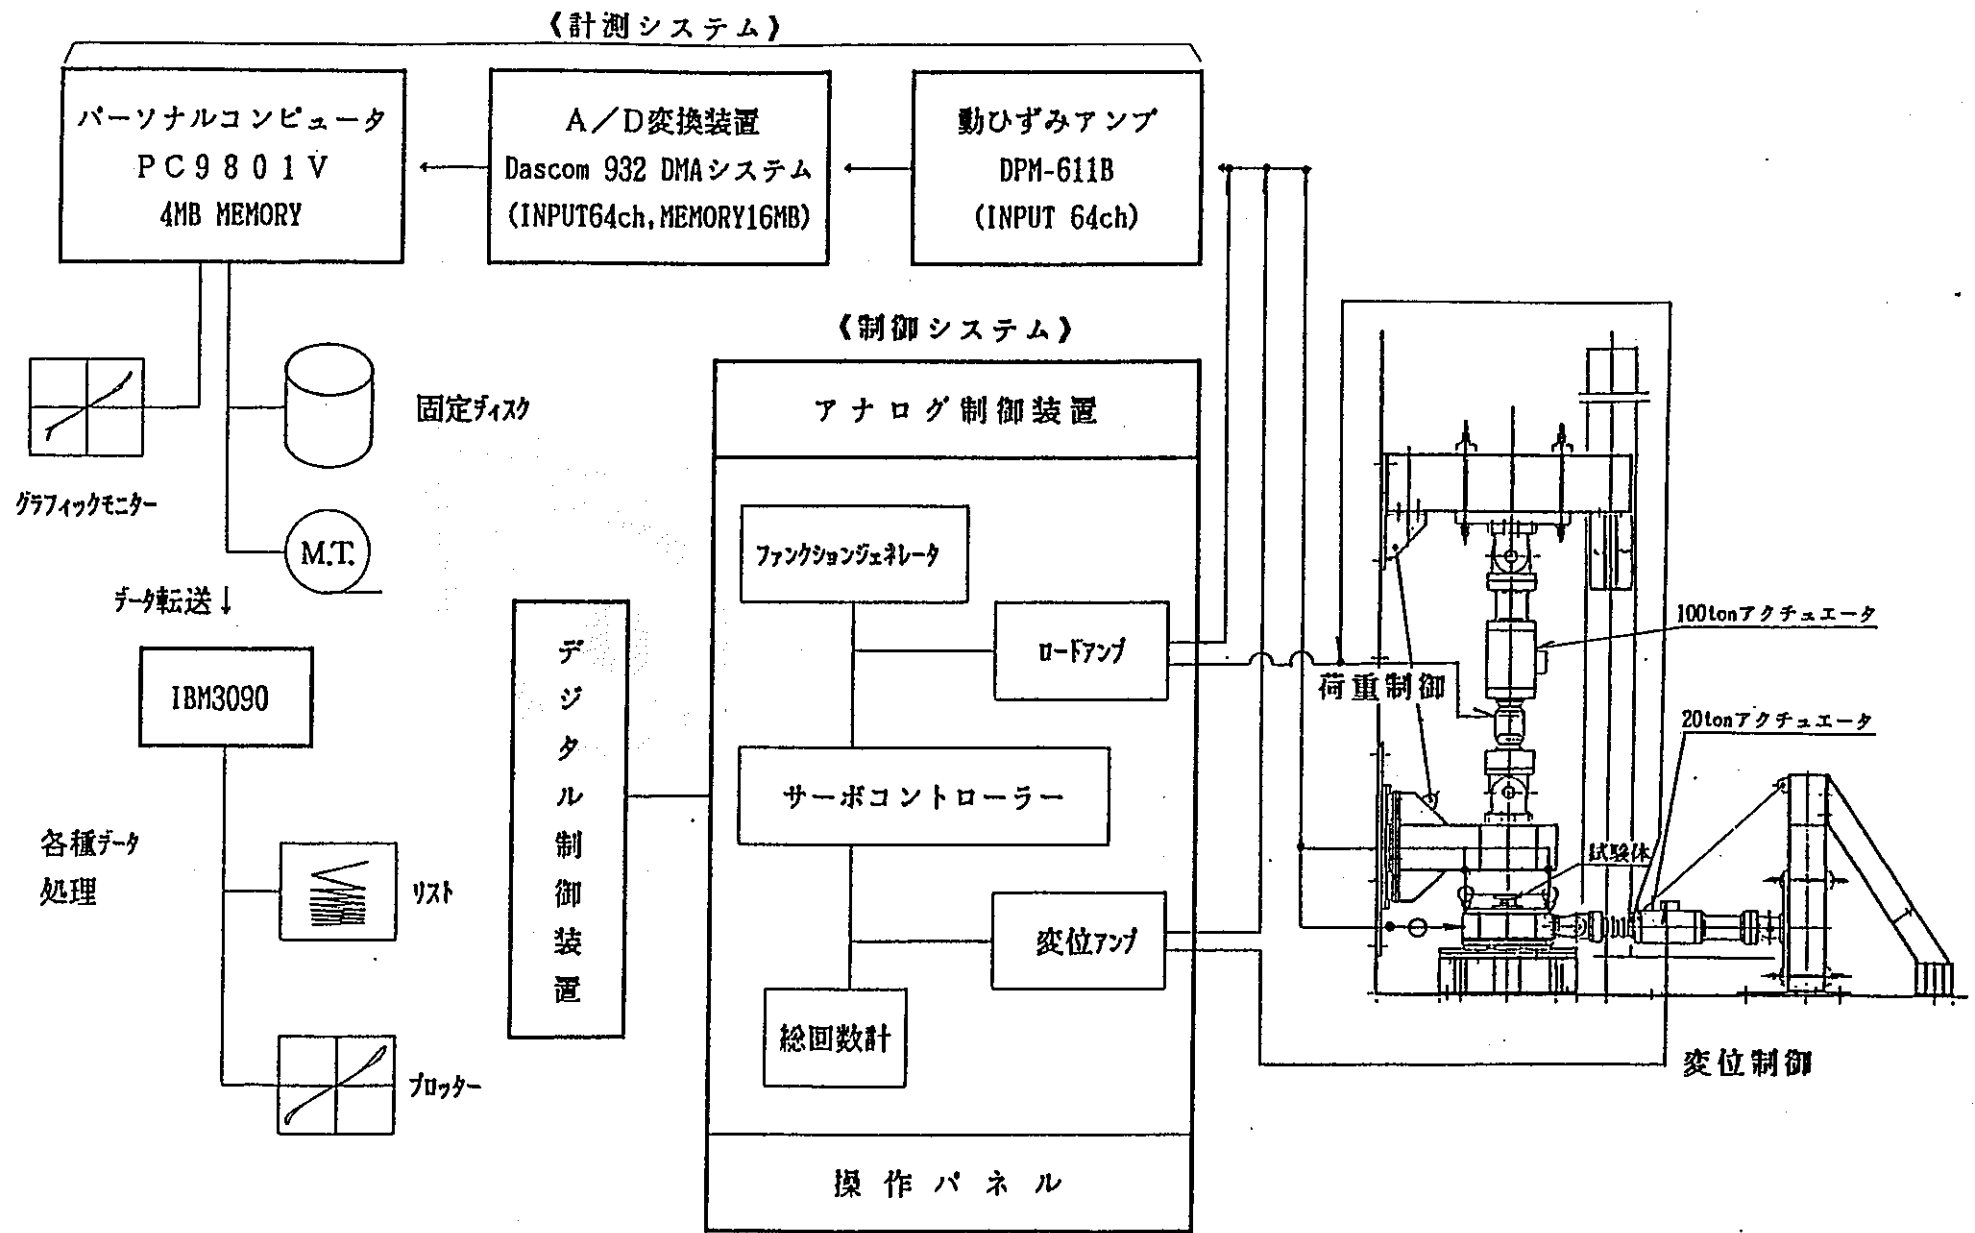 《計測システム》
パーソナルコンピュータ
PC9801V
4MB MEMORY
A/D変換装置
Dascom 932 DMAシステム
(INPUT64ch,MEMORY16MB)
動ひずみアンプ
DPM-611B
(INPUT 64ch)
グラフィックモニター
固定ディスク
M.T.
データ転送↓
IBM3090
各種データ
処理
リスト
プロッター
《制御システム》
デジタル制御装置
アナログ制御装置
ファンクションジェネレータ
ロードアンプ
サーボコントローラー
変位アンプ
総回数計
操作パネル
荷重制御
100tonアクチュエータ
20tonアクチュエータ
試験体
変位制御